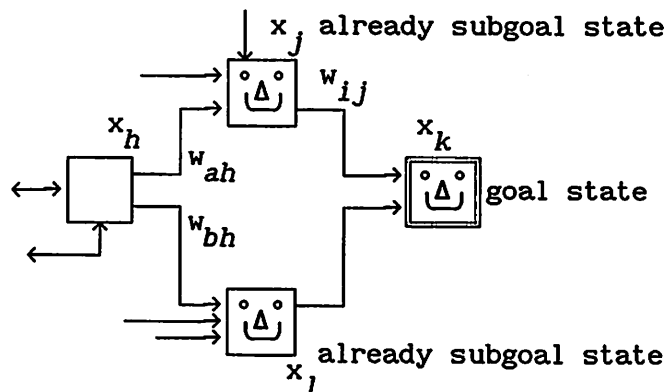 x_j already subgoal state
w_ij
x_h
x_k
w_ah
goal state
w_bh
x_l already subgoal state